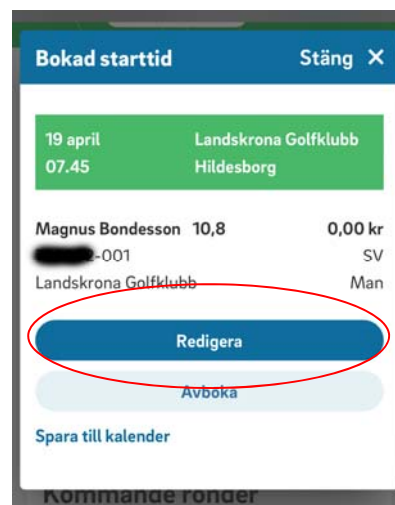 Bokad starttid Stäng ✕
19 april Landskrona Golfklubb
07.45 Hildesborg
Magnus Bondesson 10,8 0,00 kr
-001 SV
Landskrona Golfklubb Man
Redigera
Avboka
Spara till kalender
Kommande ronder